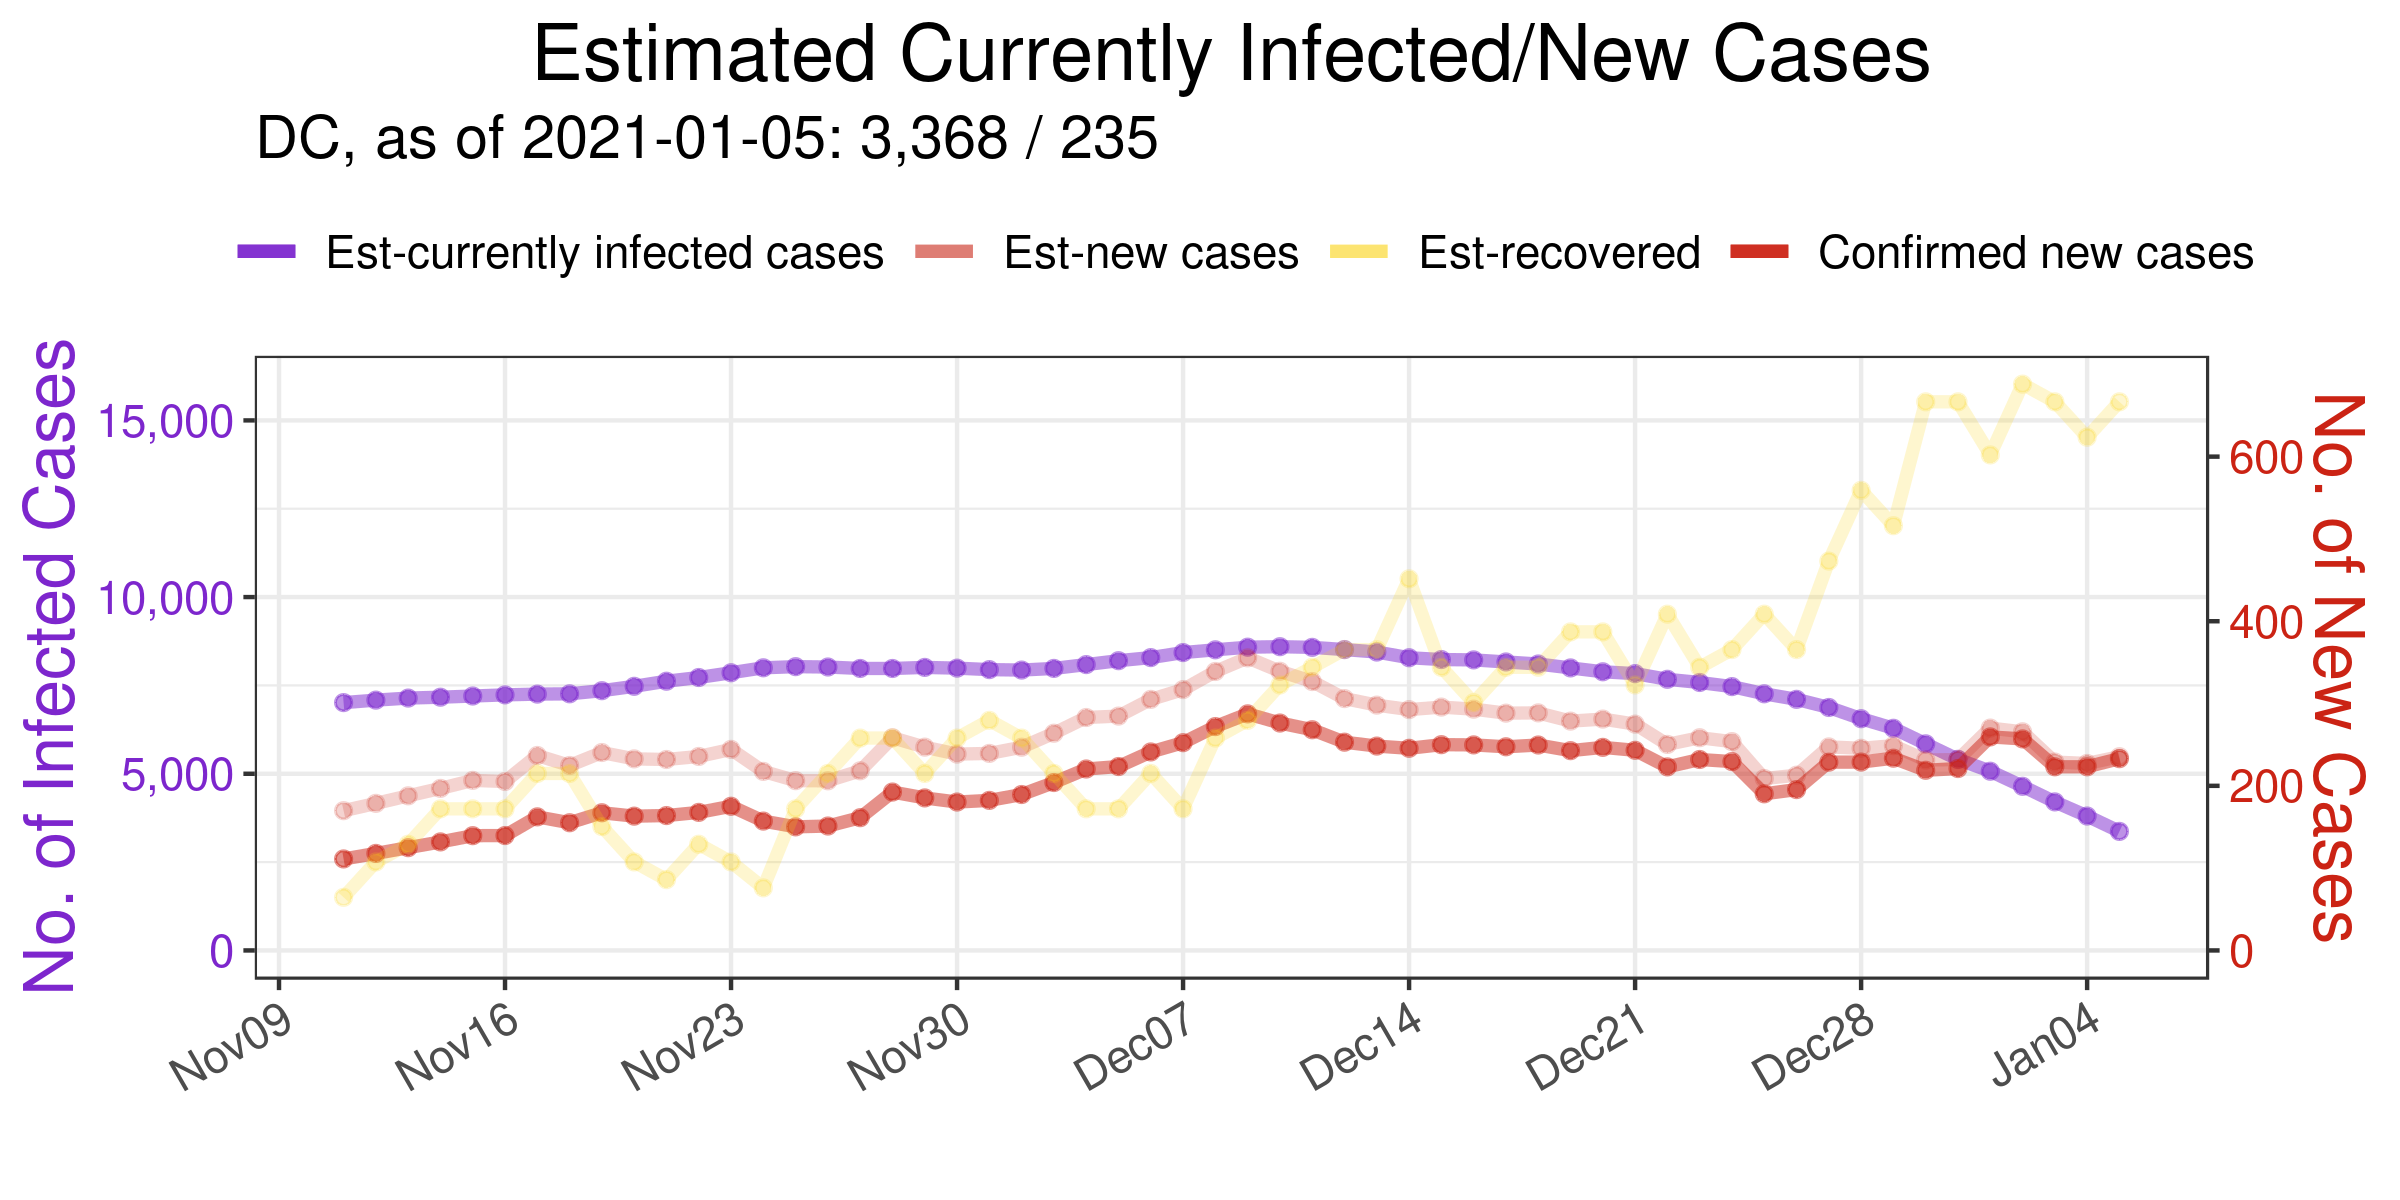 Estimated Currently Infected/New Cases
DC, as of 2021-01-05: 3,368 / 235
Est-currently infected cases Est-new cases Est-recovered Confirmed new cases
No. of Infected Cases
15,000
10,000
5,000
0
600
400
200
0
No. of New Cases
Nov09 Nov16 Nov23 Nov30 Dec07 Dec14 Dec21 Dec28 Jan04